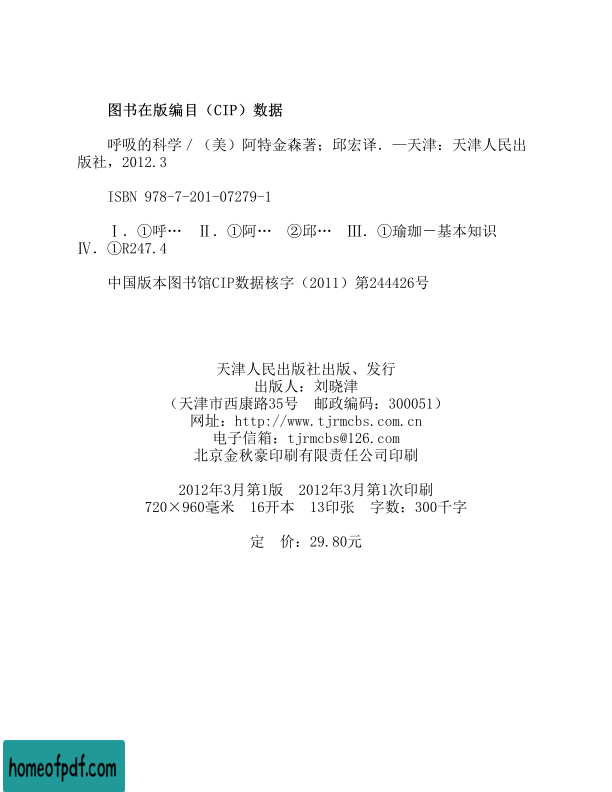 图书在版编目（CIP）数据
呼吸的科学／（美）阿特金森著；邱宏译．—天津：天津人民出
版社，2012.3
ISBN 978-7-201-07279-1
Ⅰ．①呼… Ⅱ．①阿… ②邱… Ⅲ．①瑜珈－基本知识
Ⅳ．①R247.4
中国版本图书馆CIP数据核字（2011）第244426号
天津人民出版社出版、发行
出版人：刘晓津
（天津市西康路35号 邮政编码：300051）
网址：http://www.tjrmcbs.com.cn
电子信箱：tjrmcbs@126.com
北京金秋豪印刷有限责任公司印刷
2012年3月第1版 2012年3月第1次印刷
720×960毫米 16开本 13印张 字数：300千字
定 价：29.80元
homeofpdf.com